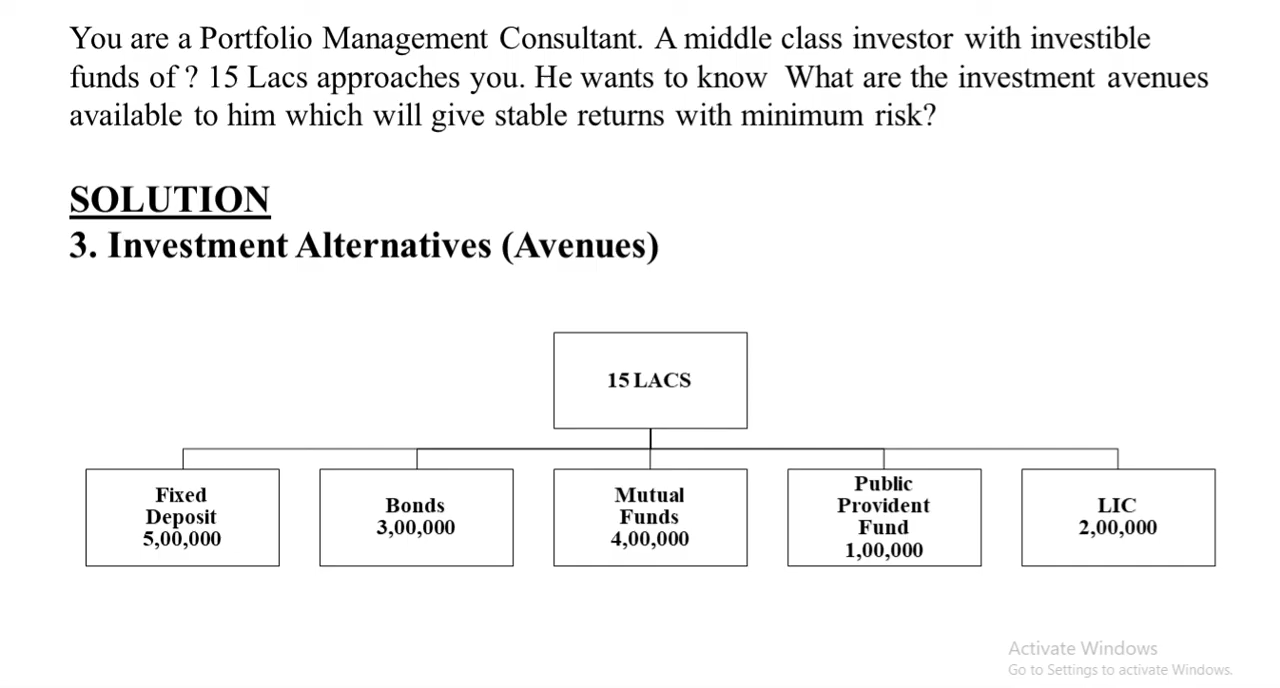 You are a Portfolio Management Consultant. A middle class investor with investible
funds of ? 15 Lacs approaches you. He wants to know What are the investment avenues
available to him which will give stable returns with minimum risk?
SOLUTION
3. Investment Alternatives (Avenues)
15 LACS
Fixed
Deposit
5,00,000
Bonds
3,00,000
Mutual
Funds
4,00,000
Public
Provident
Fund
1,00,000
LIC
2,00,000
Activate Windows
Go to Settings to activate Windows.